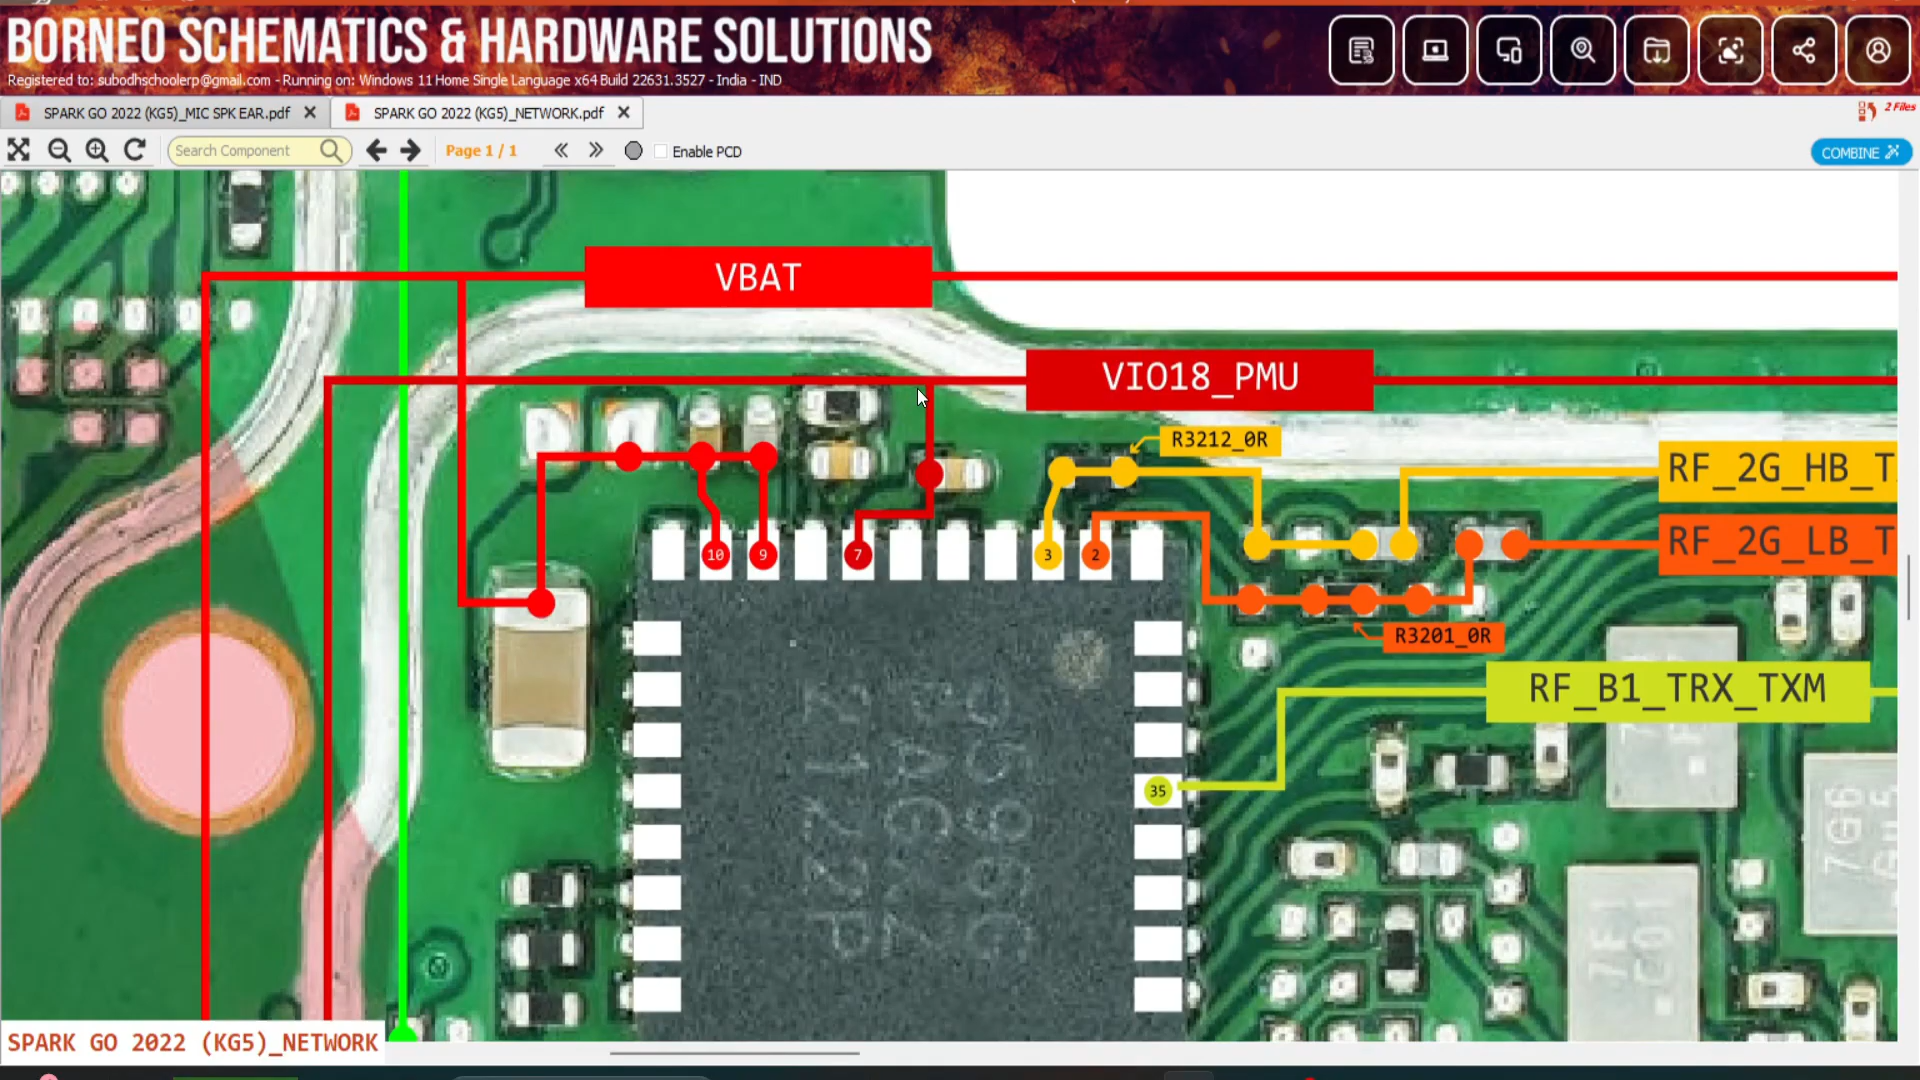 BORNEO SCHEMATICS & HARDWARE SOLUTIONS
Registered to: subodhschoolerp@gmail.com - Running on: Windows 11 Home Single Language x64 Build 22631.3527 - India - IND
SPARK GO 2022 (KG5)_MIC SPK EAR.pdf
SPARK GO 2022 (KG5)_NETWORK.pdf
2 Files
Search Component
Page 1 / 1
Enable PCD
COMBINE
VBAT
VIO18_PMU
R3212_0R
RF_2G_HB_T
RF_2G_LB_T
10
9
7
3
2
R3201_0R
RF_B1_TRX_TXM
35
SPARK GO 2022 (KG5)_NETWORK